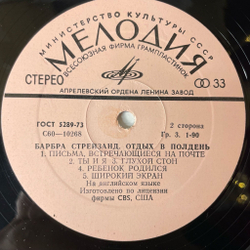 МИНИСТЕРСТВО КУЛЬТУРЫ СССР
МЕЛОДИЯ
ВСЕСОЮЗНАЯ ФИРМА ГРАМПЛАСТИНОК
СТЕРЕО
33
АПРЕЛЕВСКИЙ ОРДЕНА ЛЕНИНА ЗАВОД
ГОСТ 5289-73
2 сторона
С60—10268
Гр. 3. 1-90
БАРБРА СТРЕЙЗАНД. ОТДЫХ В ПОЛДЕНЬ
1. ПИСЬМА, ВСТРЕЧАЮЩИЕСЯ НА ПОЧТЕ
2. ТЫ И Я 3. ГЛУХОЙ СТОН
4. РЕБЕНОК РОДИЛСЯ
5. ШИРОКИЙ ЭКРАН
На английском языке
Изготовлено по лицензии
фирмы CBS, США